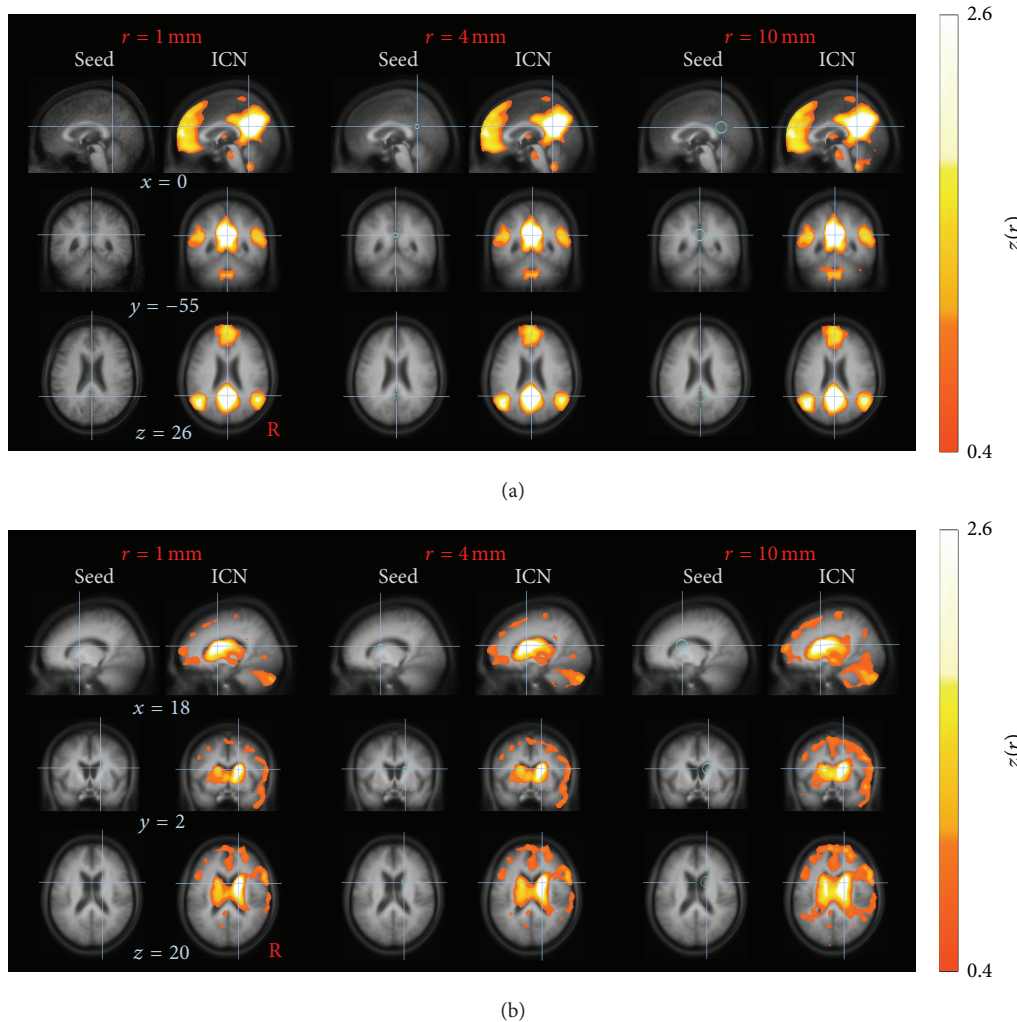 r = 1 mm r = 4 mm r = 10 mm
Seed ICN Seed ICN Seed ICN
x = 0
y = −55
z = 26
R
2.6
z(r)
0.4
(a)
r = 1 mm r = 4 mm r = 10 mm
Seed ICN Seed ICN Seed ICN
x = 18
y = 2
z = 20
R
2.6
z(r)
0.4
(b)